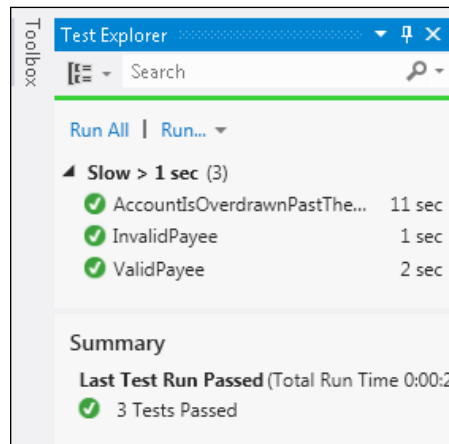 Toolbox
Test Explorer
Search
Run All | Run...
Slow > 1 sec (3)
AccountIsOverdrawnPastThe... 11 sec
InvalidPayee 1 sec
ValidPayee 2 sec
Summary
Last Test Run Passed (Total Run Time 0:00:2
3 Tests Passed